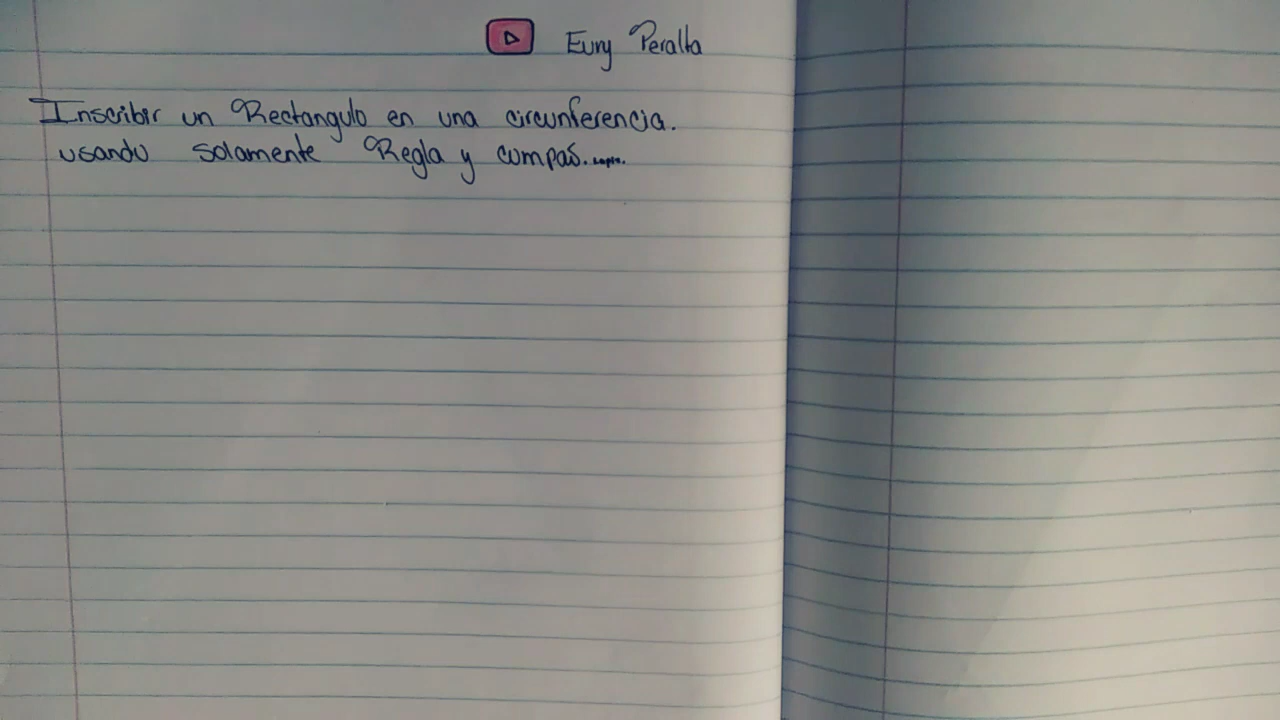 Eury Peralta
Inscribir un Rectangulo en una circunferencia.
usando solamente Regla y compas.